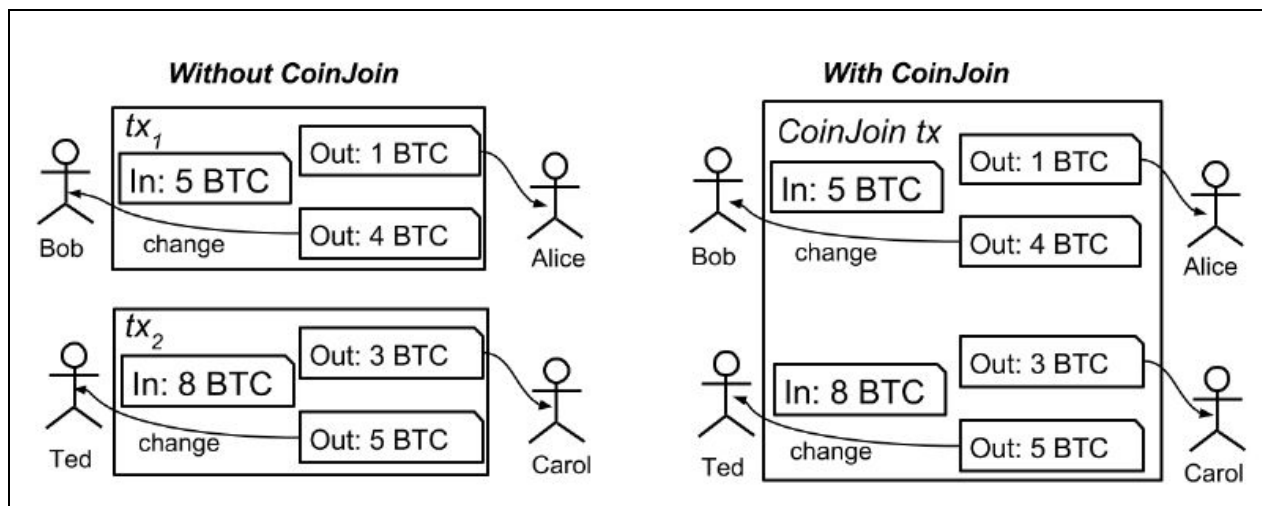 Without CoinJoin
tx1
In: 5 BTC
Out: 1 BTC
Out: 4 BTC
change
Bob
Alice
tx2
In: 8 BTC
Out: 3 BTC
Out: 5 BTC
change
Ted
Carol
With CoinJoin
CoinJoin tx
In: 5 BTC
Out: 1 BTC
Out: 4 BTC
change
Bob
Alice
In: 8 BTC
Out: 3 BTC
Out: 5 BTC
change
Ted
Carol